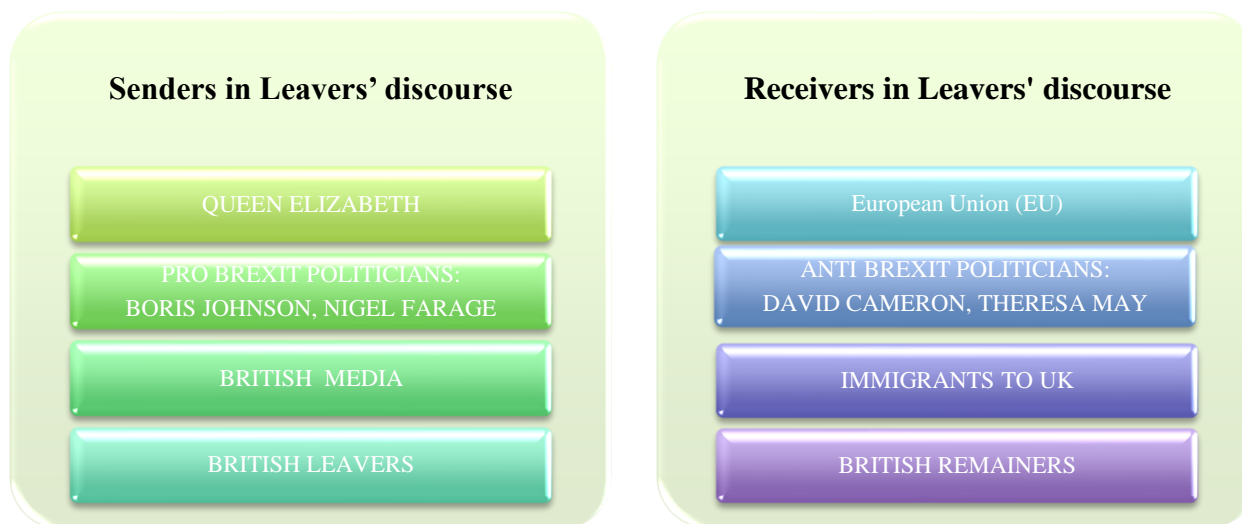 Senders in Leavers’ discourse
QUEEN ELIZABETH
PRO BREXIT POLITICIANS:
BORIS JOHNSON, NIGEL FARAGE
BRITISH MEDIA
BRITISH LEAVERS
Receivers in Leavers' discourse
European Union (EU)
ANTI BREXIT POLITICIANS:
DAVID CAMERON, THERESA MAY
IMMIGRANTS TO UK
BRITISH REMAINERS